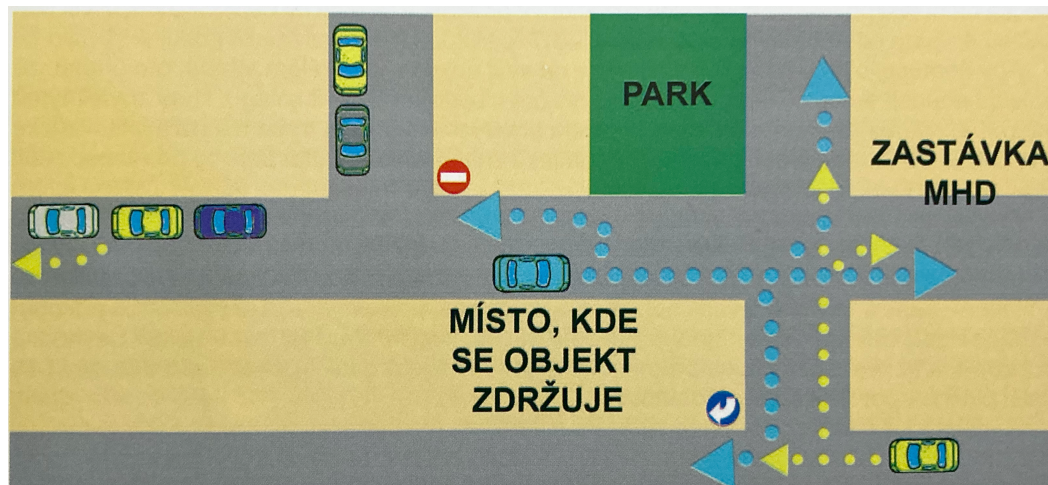 PARK
ZASTÁVKA
MHD
MÍSTO, KDE
SE OBJEKT
ZDRŽUJE